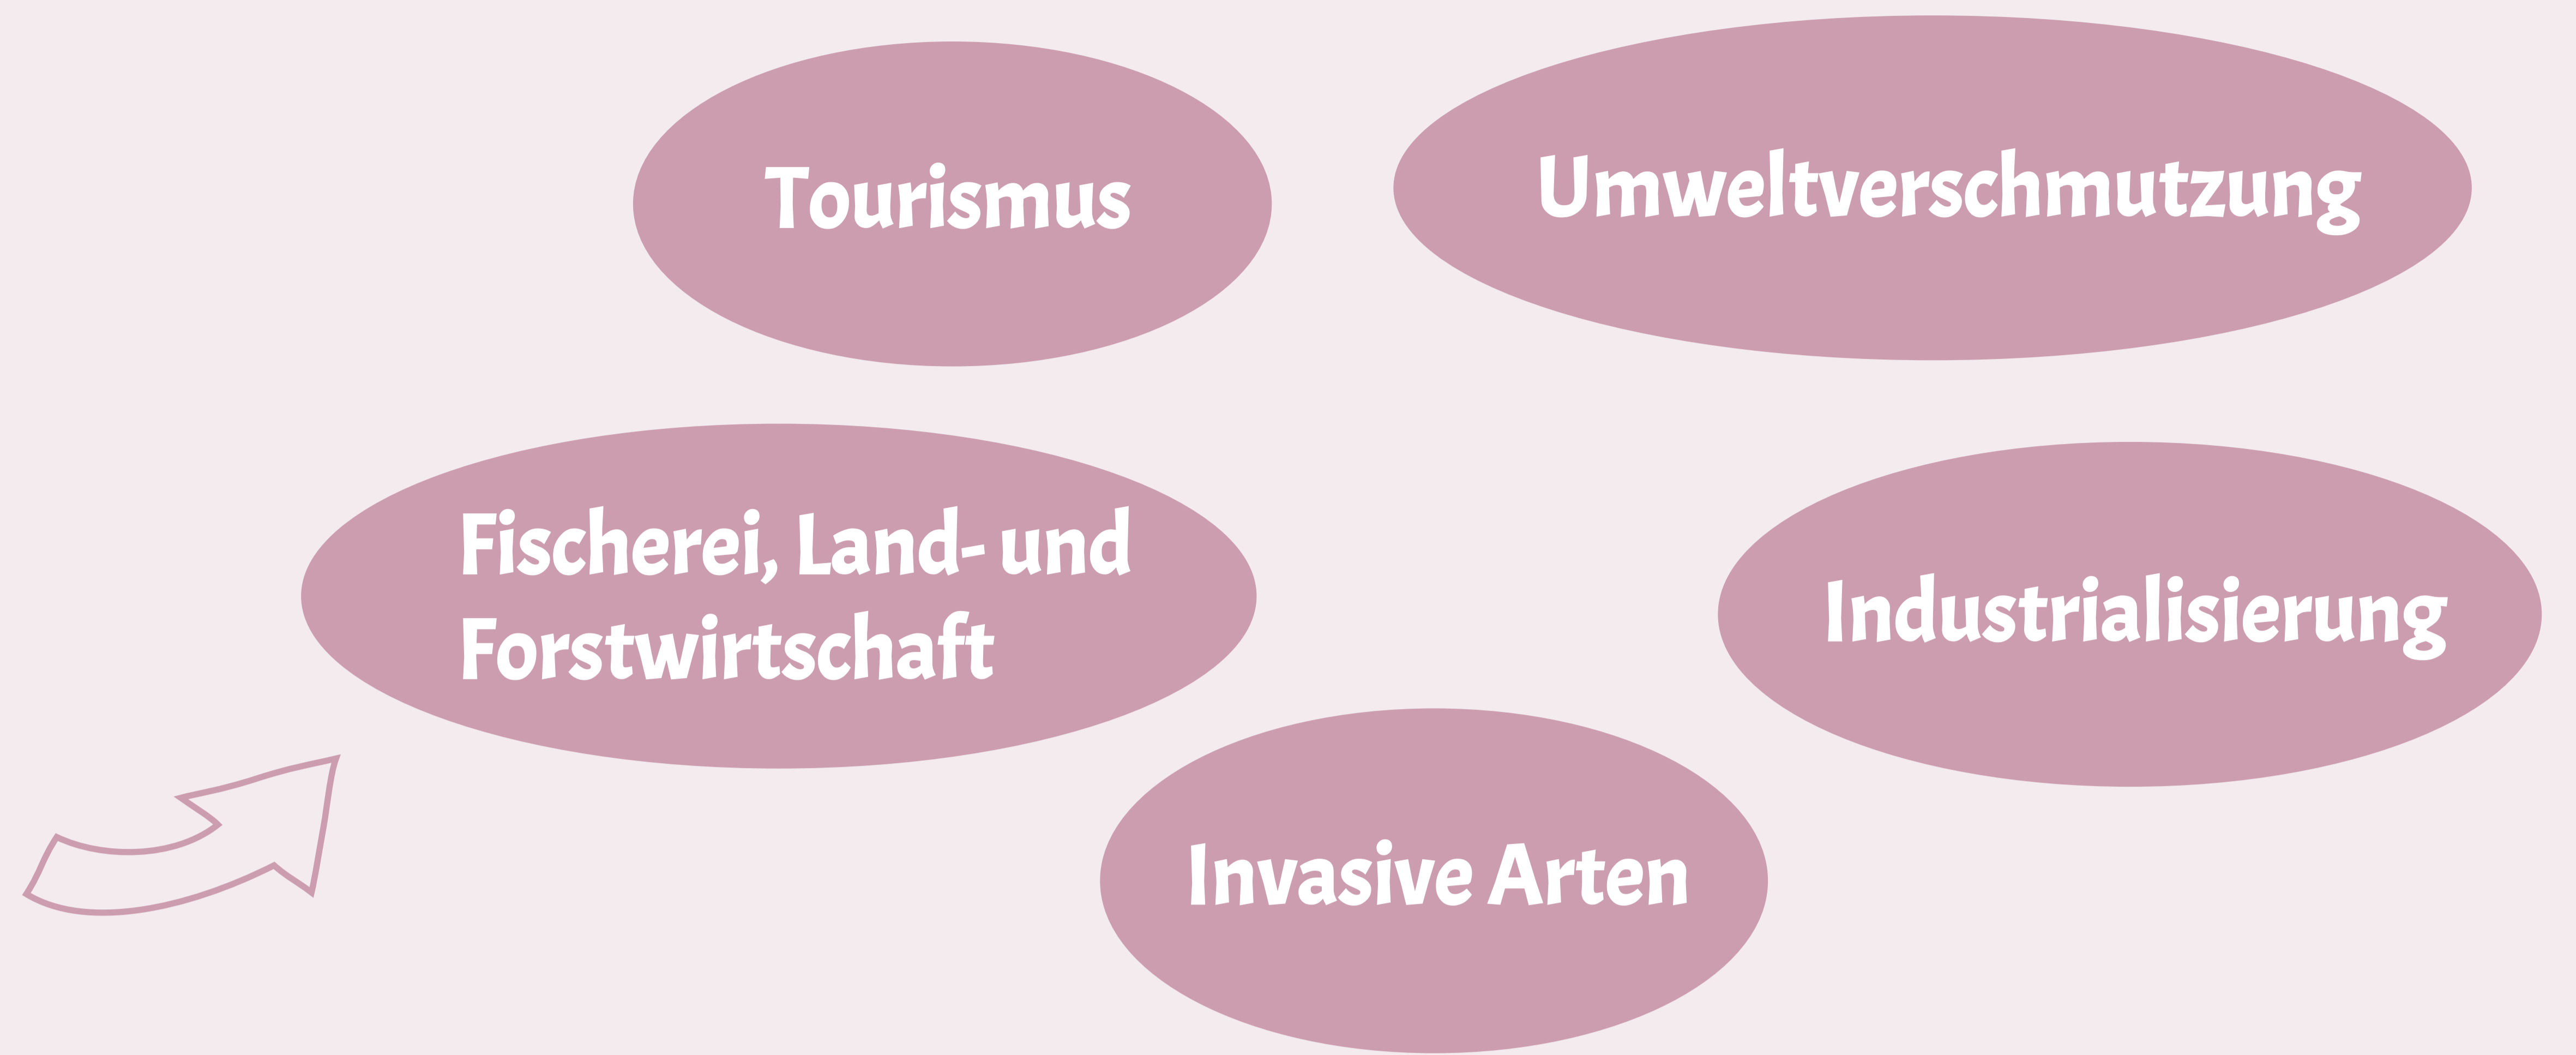 Tourismus
Umweltverschmutzung
Fischerei, Land- und
Forstwirtschaft
Industrialisierung
Invasive Arten